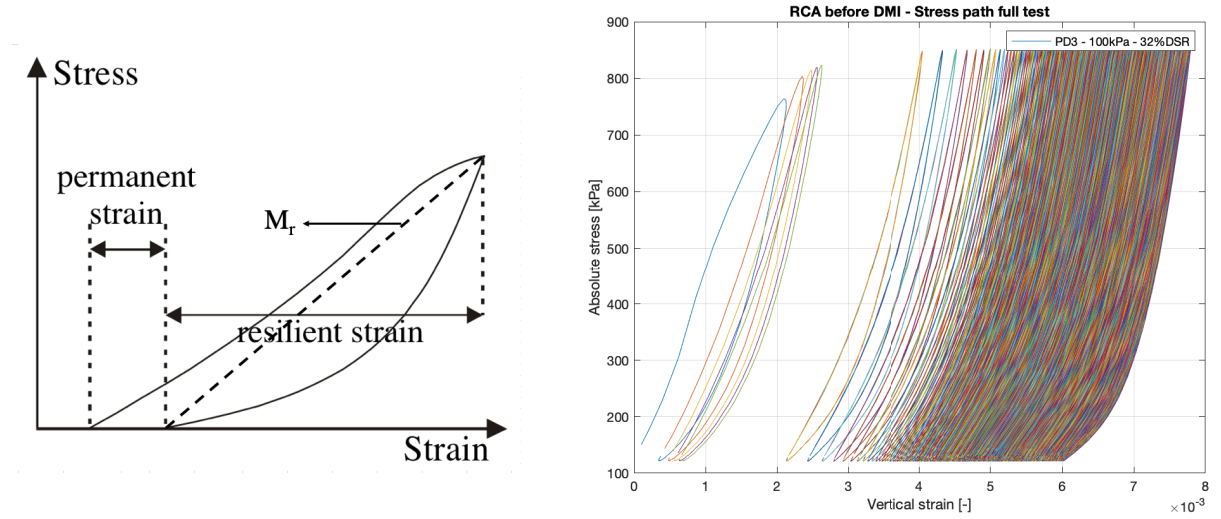 Stress
permanent
strain
Mr
resilient strain
Strain
RCA before DMI - Stress path full test
PD3 - 100kPa - 32%DSR
Absolute stress [kPa]
900
800
700
600
500
400
300
200
100
0
1
2
3
4
5
6
7
8
Vertical strain [-]
×10⁻³